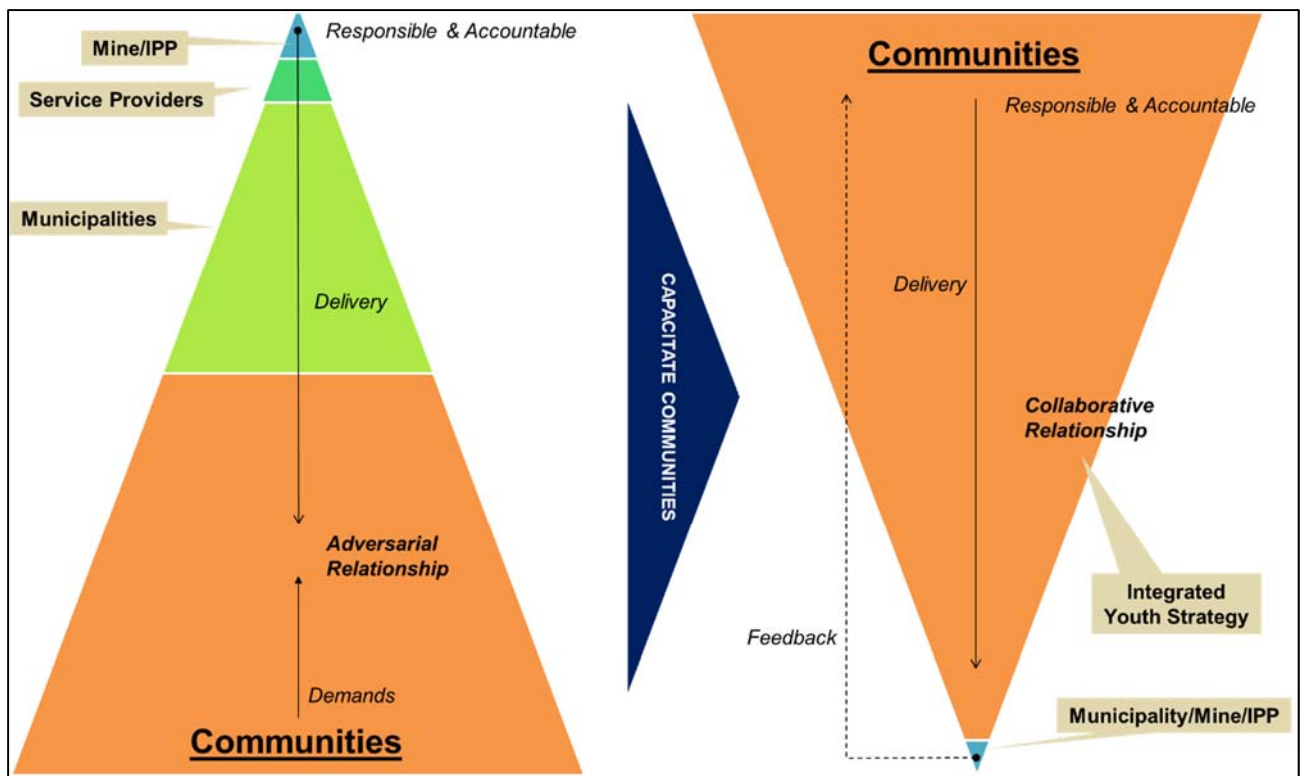 Mine/IPP
Responsible & Accountable
Service Providers
Municipalities
Delivery
Adversarial
Relationship
Demands
Communities
CAPACITATE COMMUNITIES
Communities
Responsible & Accountable
Delivery
Collaborative
Relationship
Integrated
Youth Strategy
Feedback
Municipality/Mine/IPP